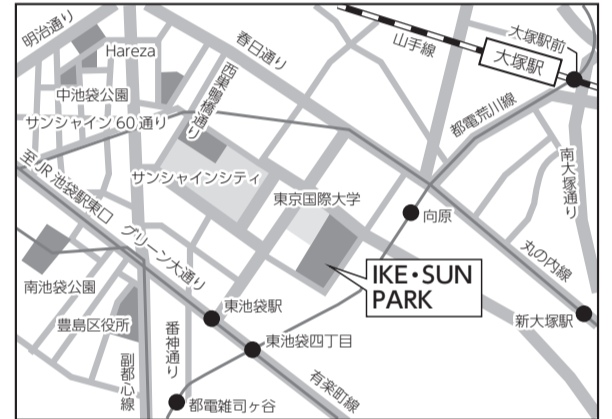 明治通り
Hareza
春日通り
山手線
大塚駅前
大塚駅
中池袋公園
西巣鴨橋通り
サンシャイン60通り
都電荒川線
南大塚通り
至JR池袋駅東口
サンシャインシティ
東京国際大学
向原
グリーン大通り
丸の内線
IKE・SUN
PARK
南池袋公園
東池袋駅
新大塚駅
豊島区役所
番神通り
東池袋四丁目
副都心線
有楽町線
都電雑司ヶ谷